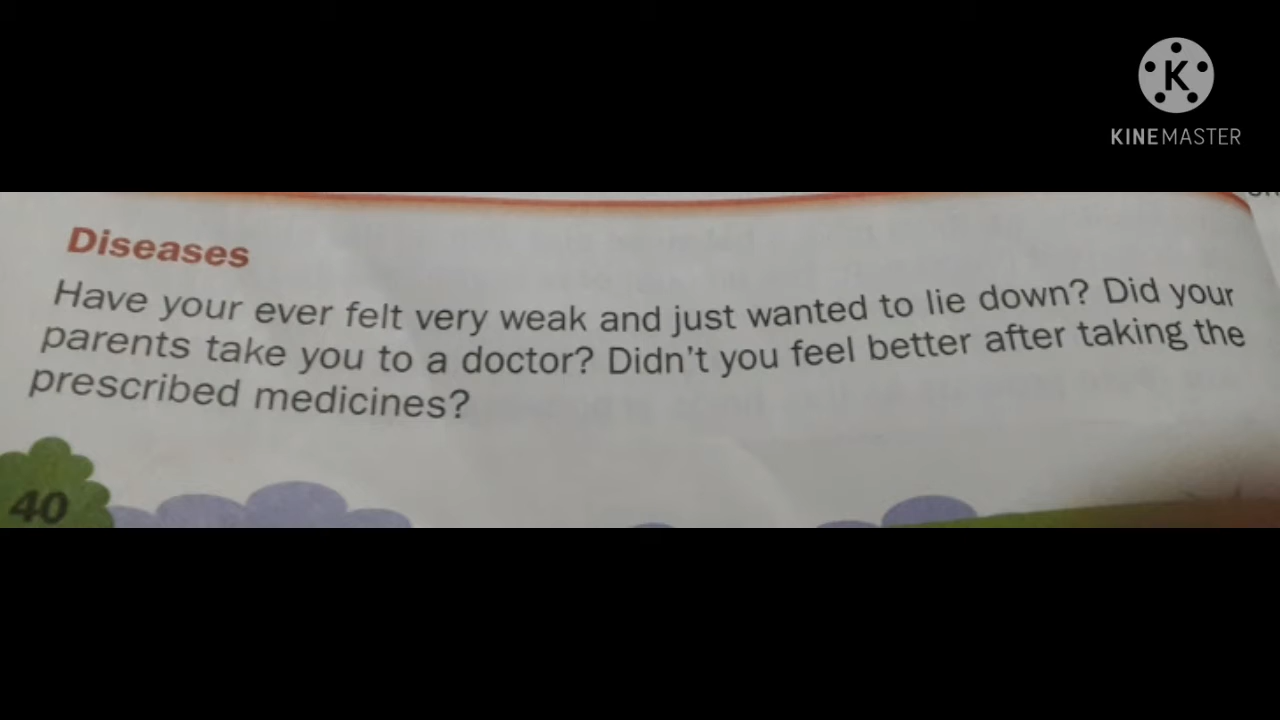 K
KINEMASTER
Diseases
Have your ever felt very weak and just wanted to lie down? Did your
parents take you to a doctor? Didn't you feel better after taking the
prescribed medicines?
40